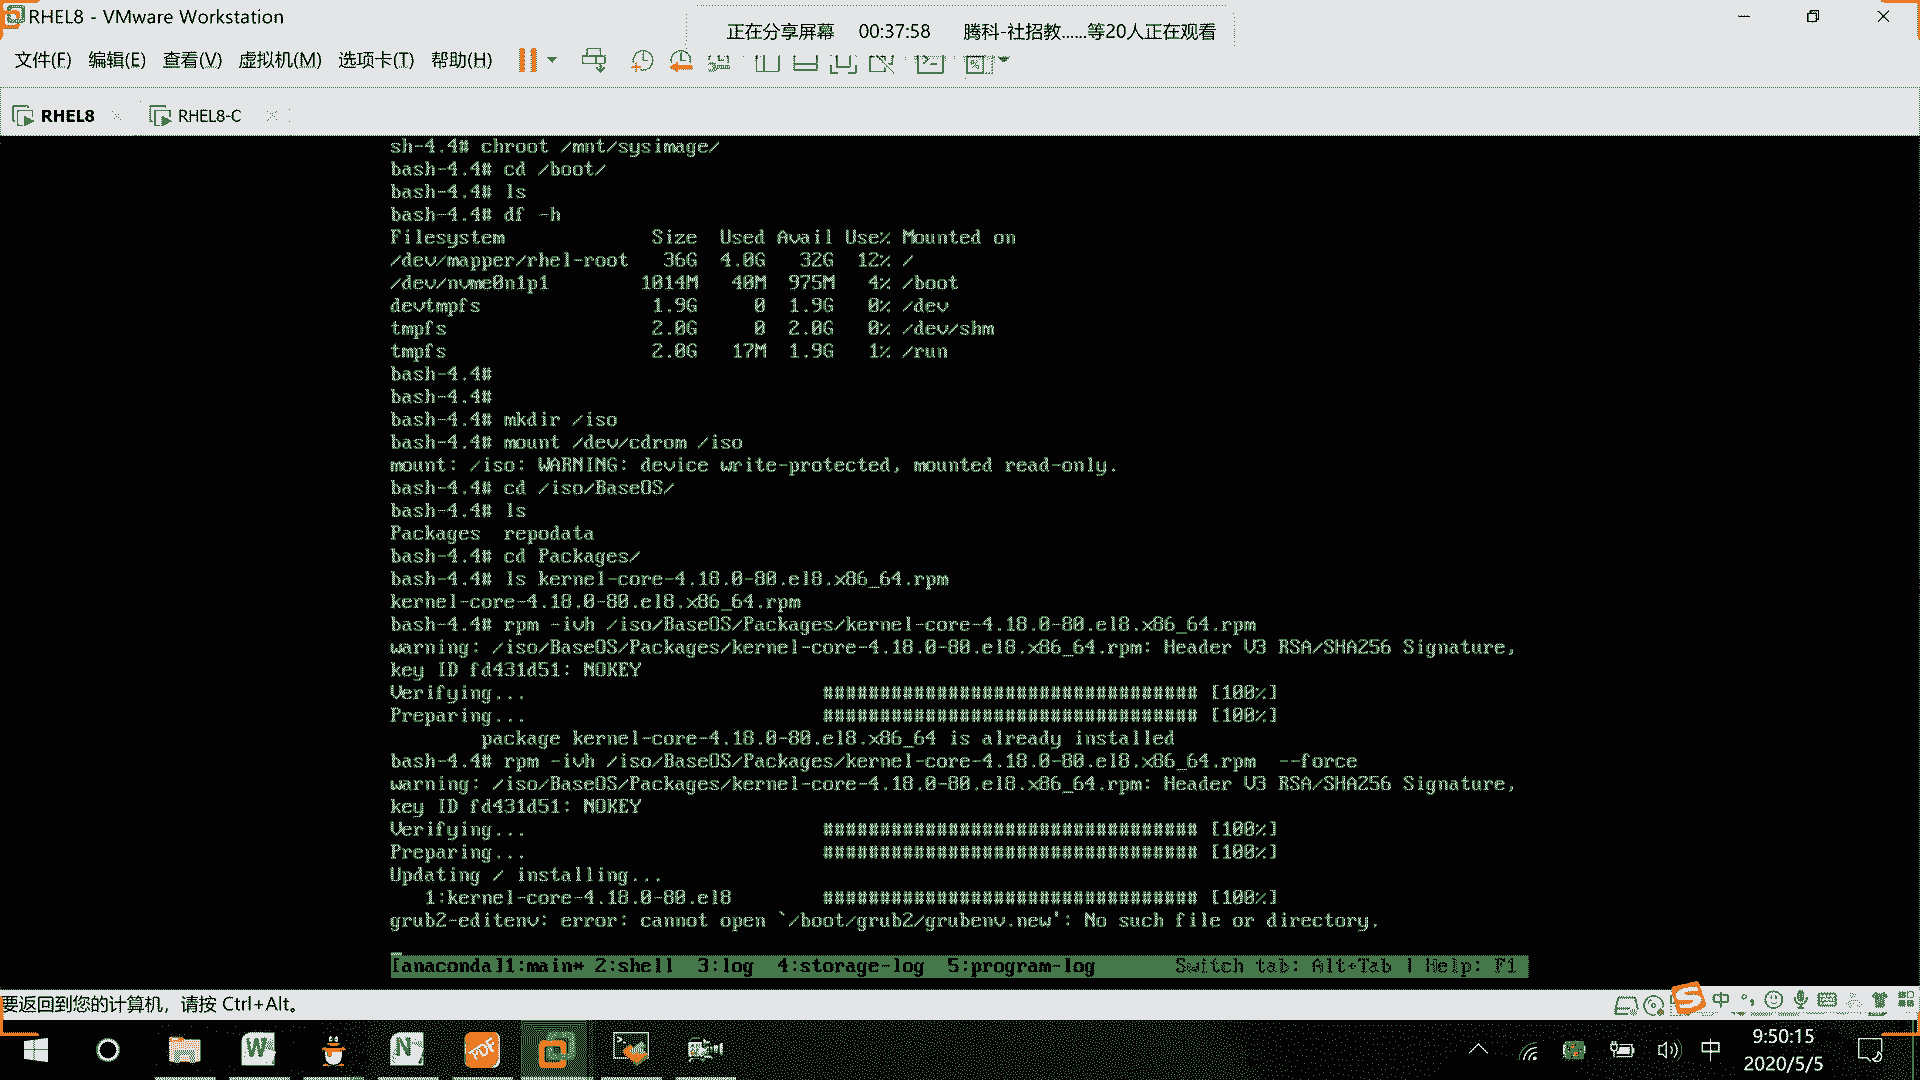 RHEL8 - VMware Workstation
正在分享屏幕 00:37:58 腾科-社招教......等20人正在观看
文件(F) 编辑(E) 查看(V) 虚拟机(M) 选项卡(T) 帮助(H)
RHEL8 RHEL8-C
sh-4.4# chroot /mnt/sysimage/
bash-4.4# cd /boot/
bash-4.4# ls
bash-4.4# df -h
Filesystem Size Used Avail Use% Mounted on
/dev/mapper/rhel-root 36G 4.0G 32G 12% /
/dev/nvme0n1p1 1014M 40M 975M 4% /boot
devtmpfs 1.9G 0 1.9G 0% /dev
tmpfs 2.0G 0 2.0G 0% /dev/shm
tmpfs 2.0G 17M 1.9G 1% /run
bash-4.4#
bash-4.4#
bash-4.4# mkdir /iso
bash-4.4# mount /dev/cdrom /iso
mount: /iso: WARNING: device write-protected, mounted read-only.
bash-4.4# cd /iso/BaseOS/
bash-4.4# ls
Packages repodata
bash-4.4# cd Packages/
bash-4.4# ls kernel-core-4.18.0-80.el8.x86_64.rpm
kernel-core-4.18.0-80.el8.x86_64.rpm
bash-4.4# rpm -ivh /iso/BaseOS/Packages/kernel-core-4.18.0-80.el8.x86_64.rpm
warning: /iso/BaseOS/Packages/kernel-core-4.18.0-80.el8.x86_64.rpm: Header V3 RSA/SHA256 Signature,
key ID fd431d51: NOKEY
Verifying... ################################# [100%]
Preparing... ################################# [100%]
package kernel-core-4.18.0-80.el8.x86_64 is already installed
bash-4.4# rpm -ivh /iso/BaseOS/Packages/kernel-core-4.18.0-80.el8.x86_64.rpm --force
warning: /iso/BaseOS/Packages/kernel-core-4.18.0-80.el8.x86_64.rpm: Header V3 RSA/SHA256 Signature,
key ID fd431d51: NOKEY
Verifying... ################################# [100%]
Preparing... ################################# [100%]
Updating / installing...
1:kernel-core-4.18.0-80.el8 ################################# [100%]
grub2-editenv: error: cannot open `/boot/grub2/grubenv.new': No such file or directory.
[anaconda]1:main* 2:shell 3:log 4:storage-log 5:program-log Switch tab: Alt+Tab | Help: F1
要返回到您的计算机，请按 Ctrl+Alt。
中
中
9:50:15
2020/5/5